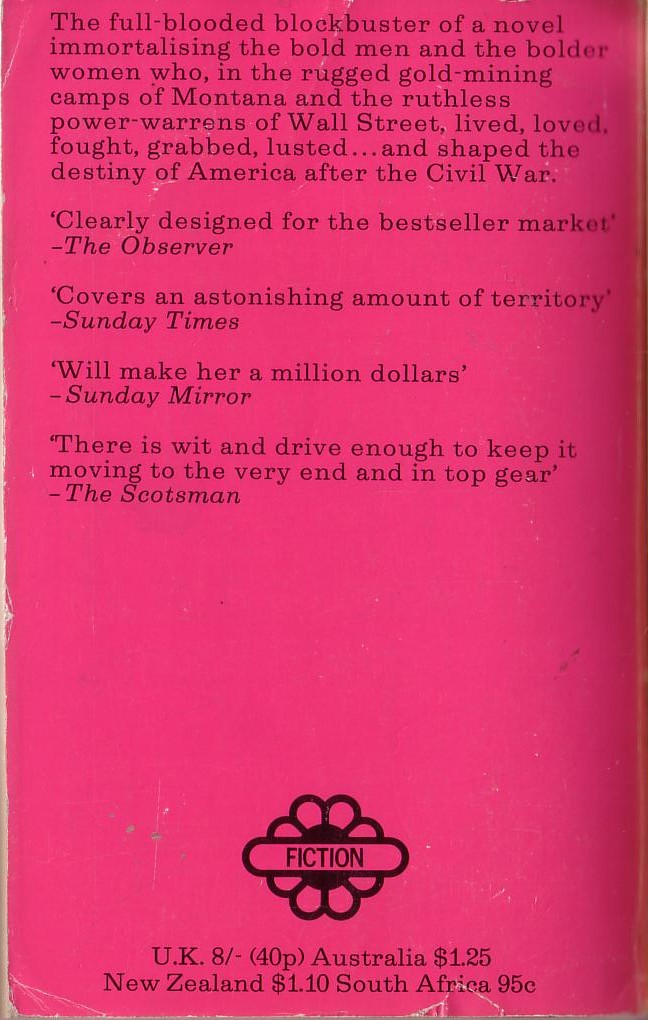 The full-blooded blockbuster of a novel
immortalising the bold men and the bolder
women who, in the rugged gold-mining
camps of Montana and the ruthless
power-warrens of Wall Street, lived, loved,
fought, grabbed, lusted...and shaped the
destiny of America after the Civil War.
‘Clearly designed for the bestseller market’
–The Observer
‘Covers an astonishing amount of territory’
–Sunday Times
‘Will make her a million dollars’
–Sunday Mirror
‘There is wit and drive enough to keep it
moving to the very end and in top gear’
–The Scotsman
FICTION
U.K. 8/- (40p) Australia $1.25
New Zealand $1.10 South Africa 95c